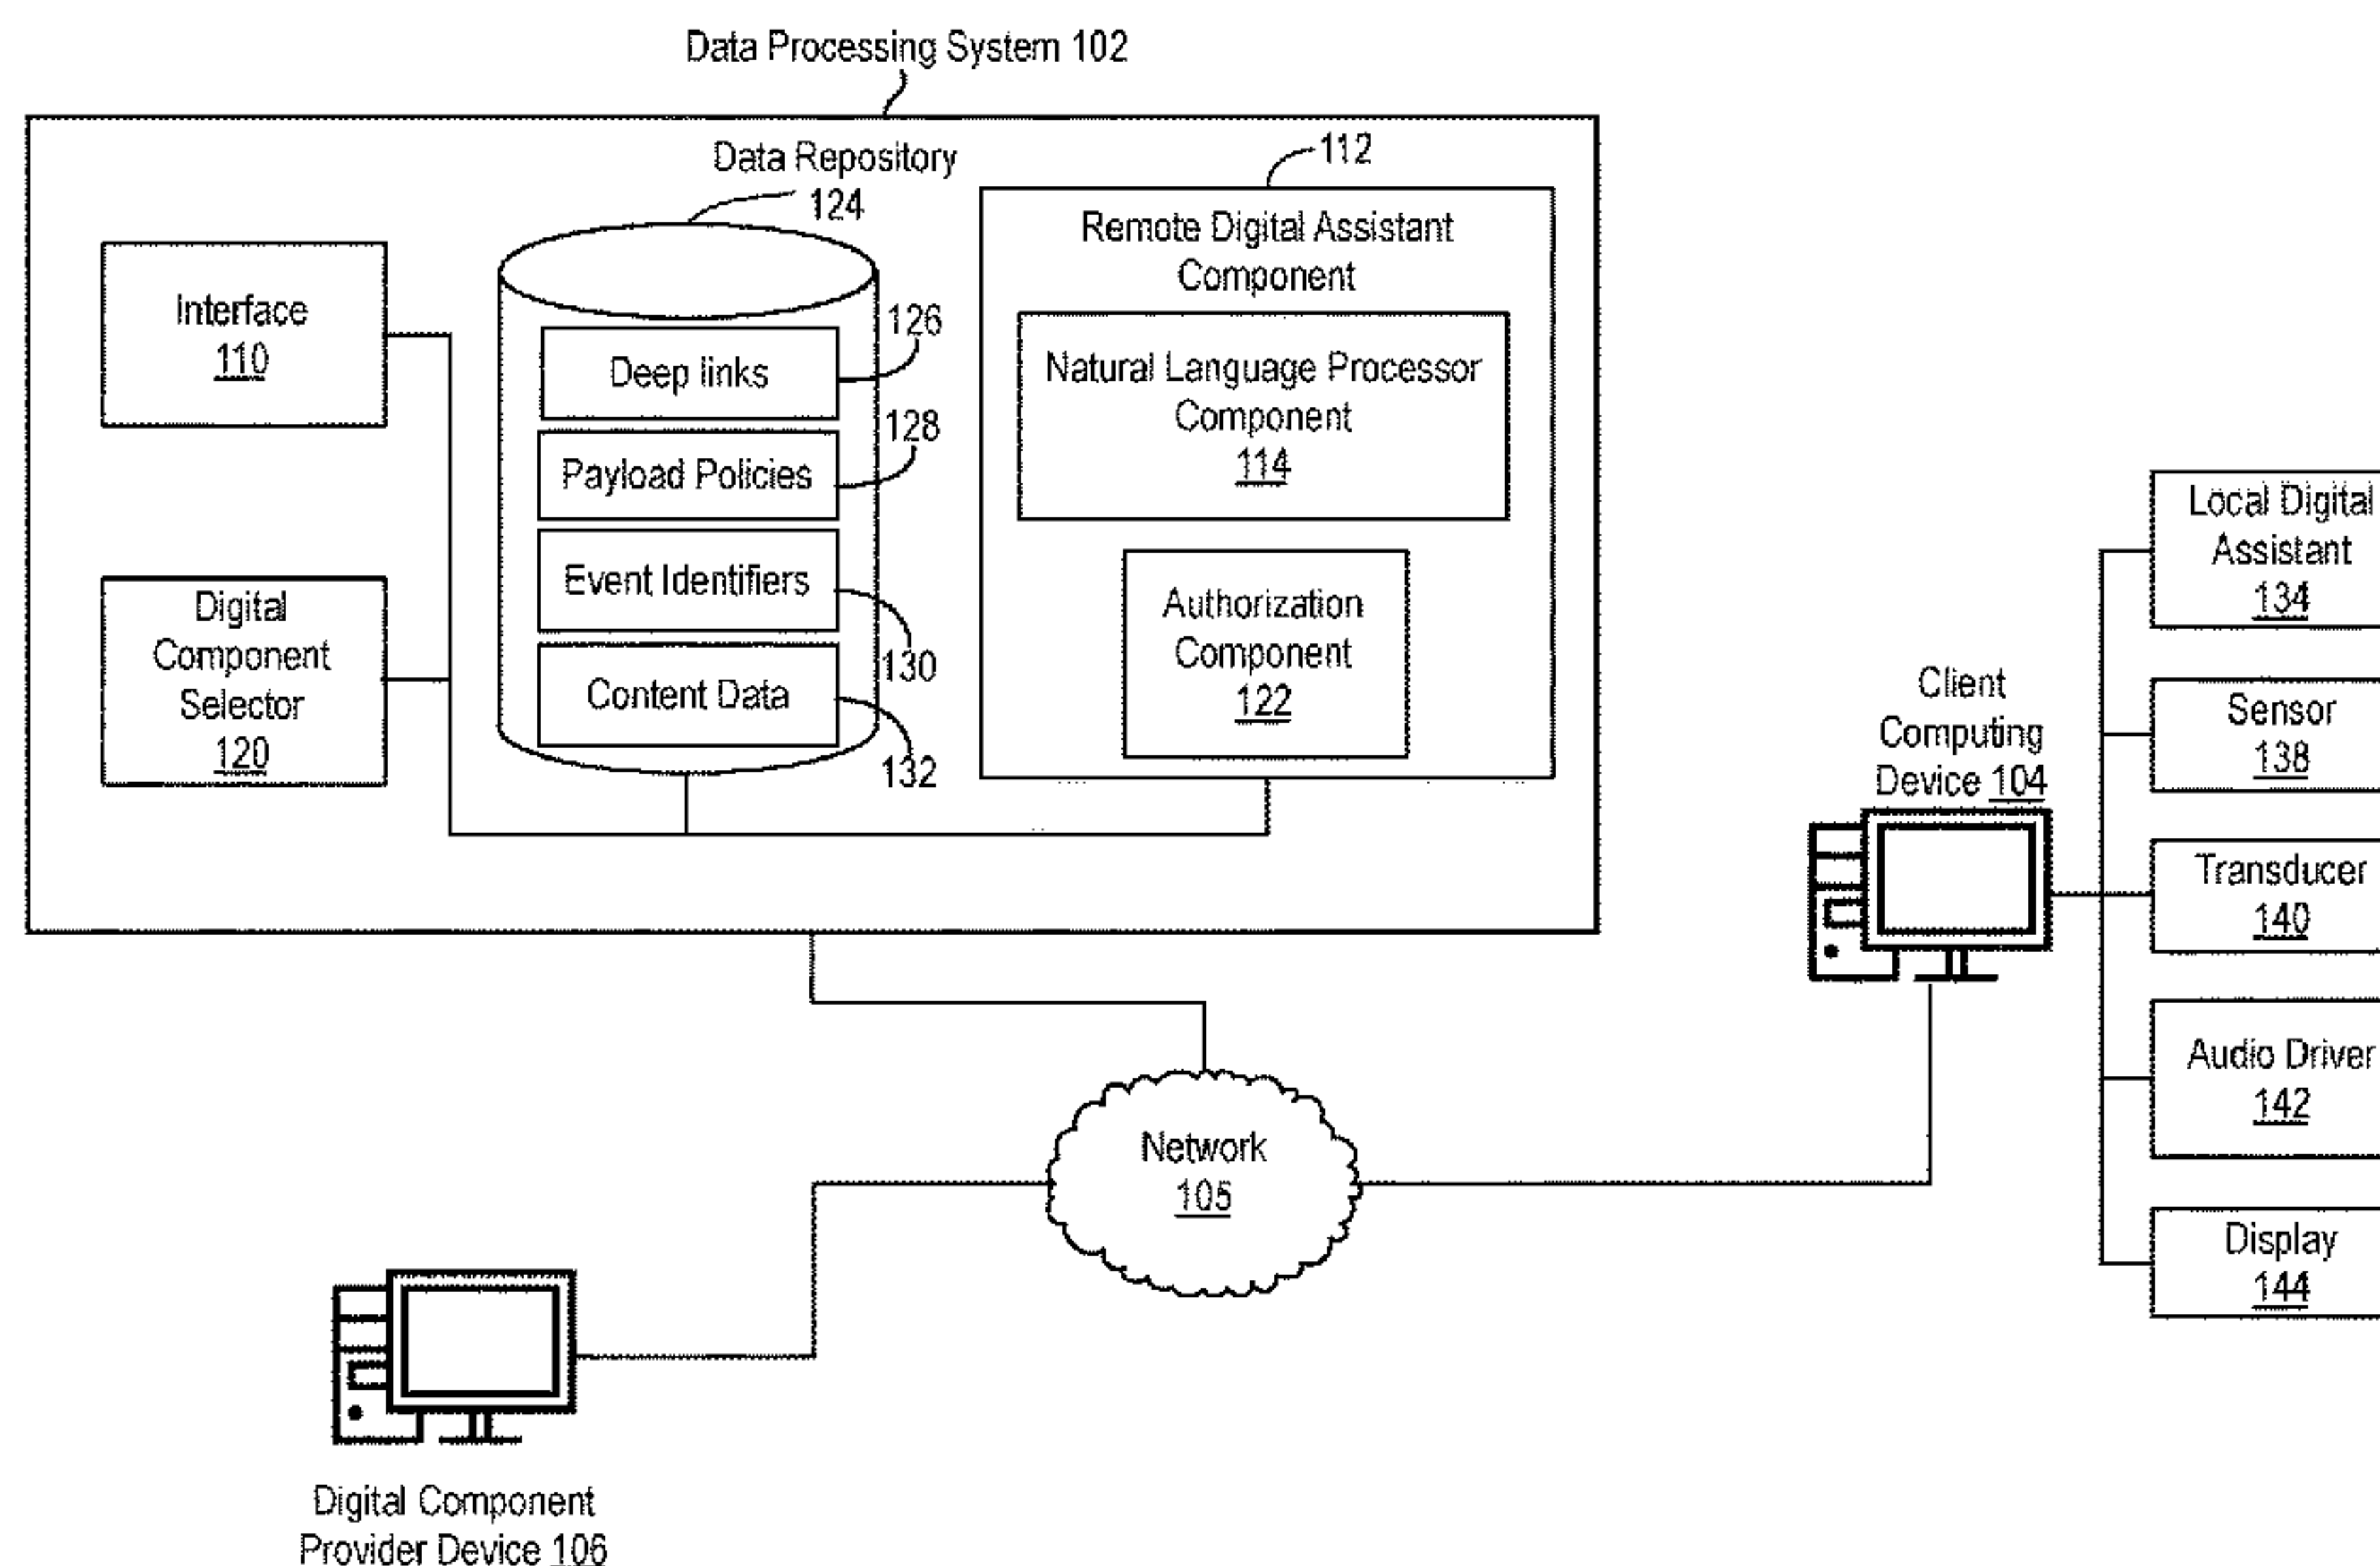 Data Processing System 102
Data Repository
124
112
Remote Digital Assistant
Component
Interface
110
Deep links
126
Natural Language Processor
Component
114
Payload Policies
128
Event Identifiers
130
Digital
Component
Selector
120
Authorization
Component
122
Content Data
132
Client
Computing
Device 104
Local Digital
Assistant
134
Sensor
138
Transducer
140
Audio Driver
142
Display
144
Network
105
Digital Component
Provider Device 106